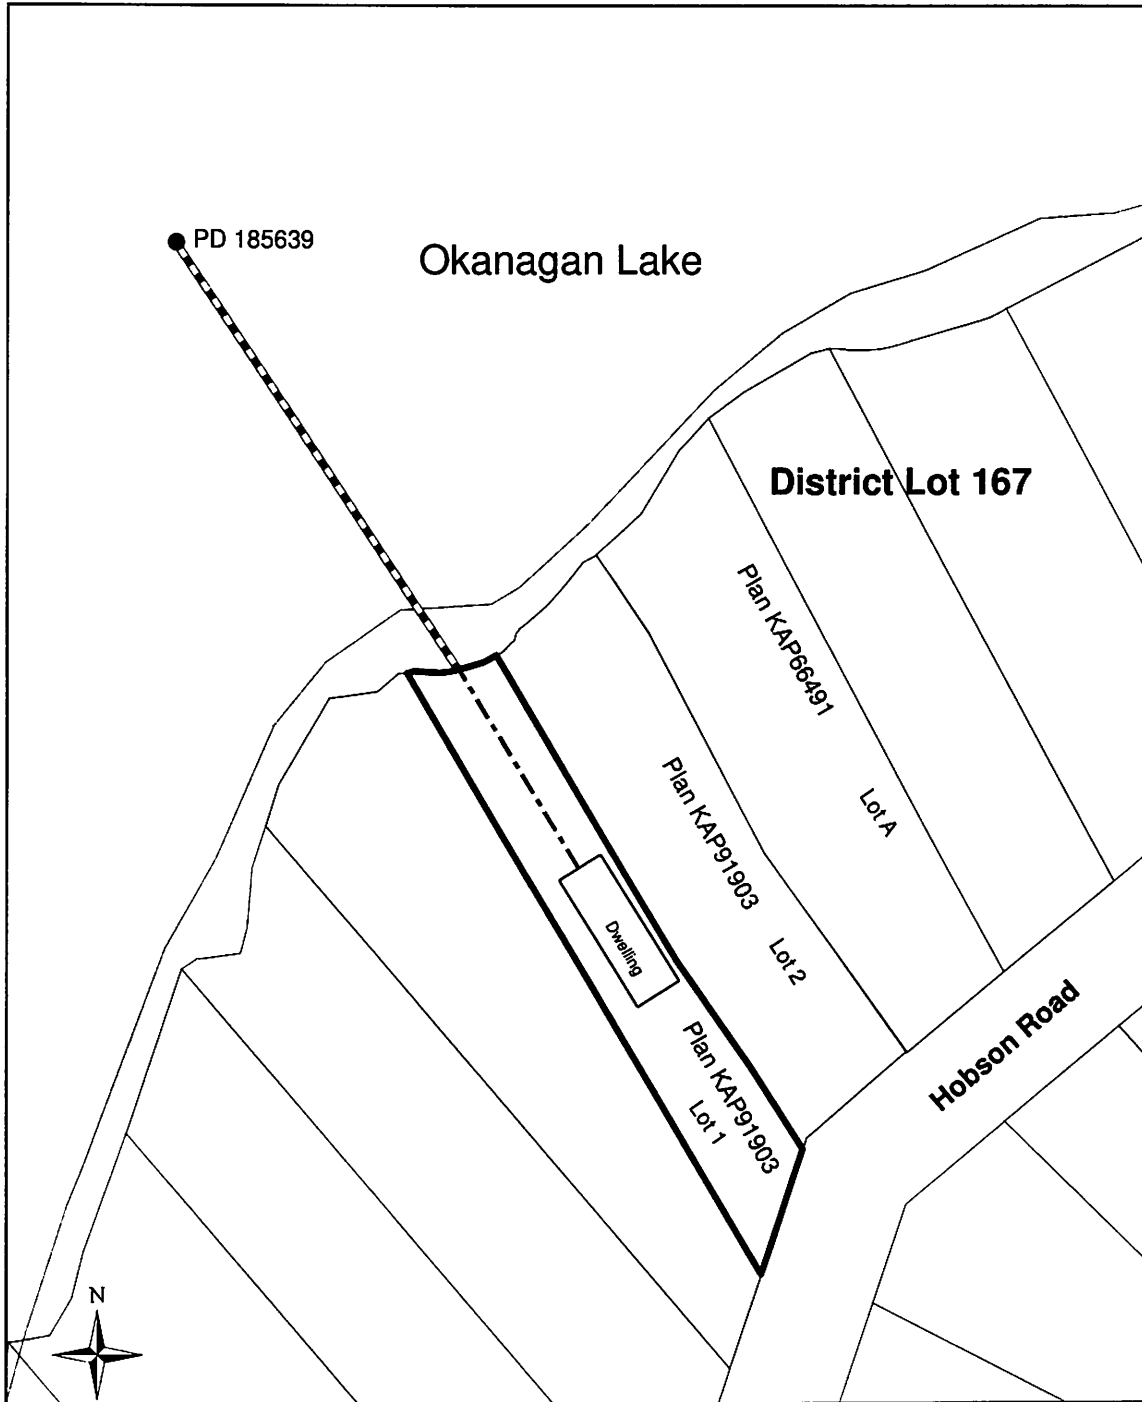 PD 185639
Okanagan Lake
District Lot 167
Plan KAP66491
Lot A
Plan KAP91903
Lot 2
Dwelling
Plan KAP91903
Lot 1
Hobson Road
N